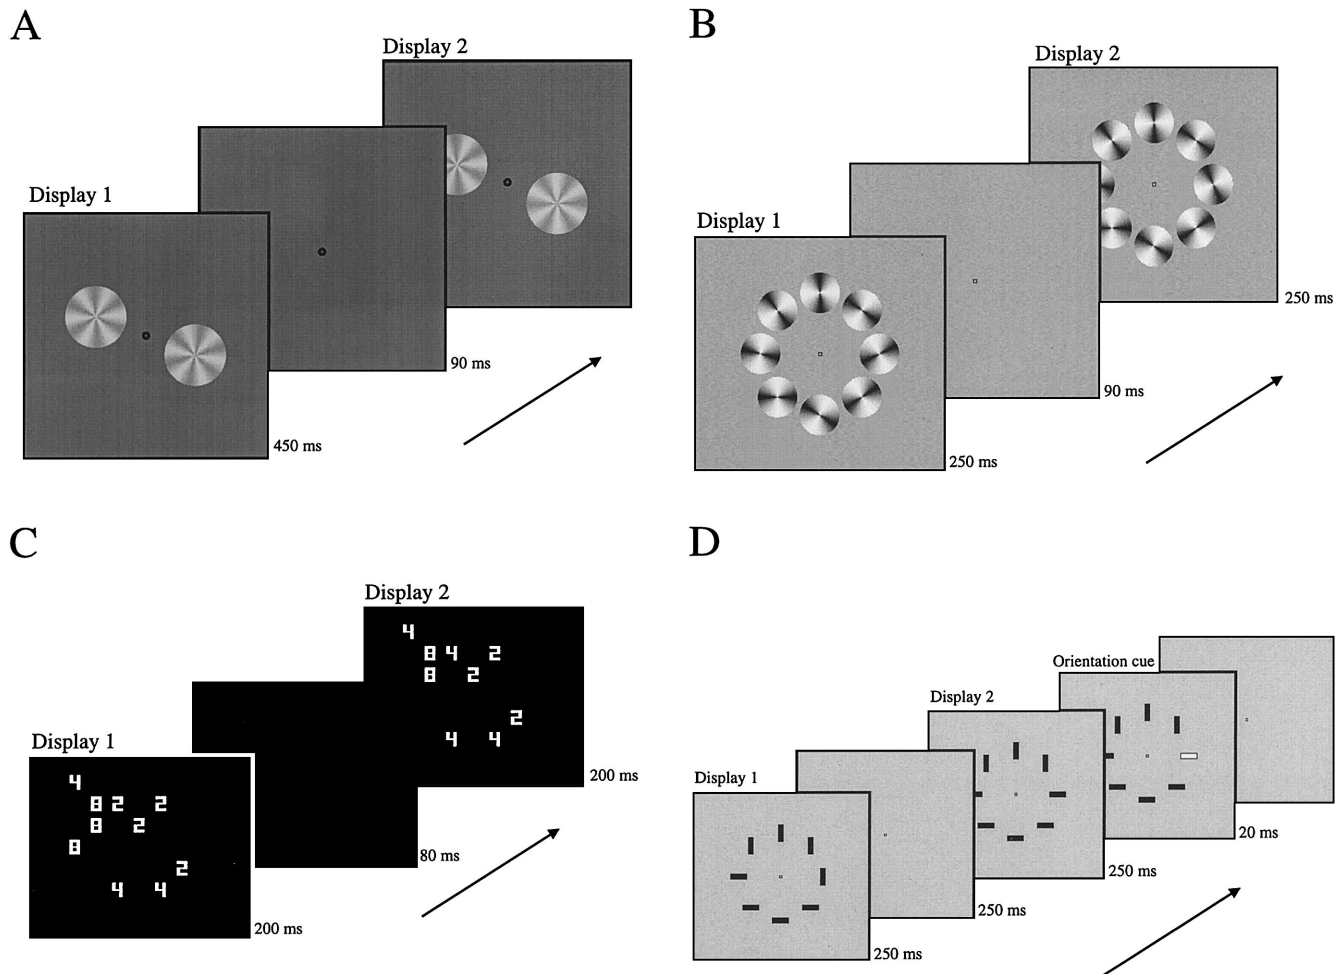 A
Display 2
Display 1
90 ms
450 ms
B
Display 2
Display 1
250 ms
90 ms
250 ms
C
Display 2
4
8 4 2
8 2
2
4 4
200 ms
Display 1
4
8 2 2
8 2
8
2
4 4
80 ms
200 ms
D
Orientation cue
Display 2
Display 1
20 ms
250 ms
250 ms
250 ms